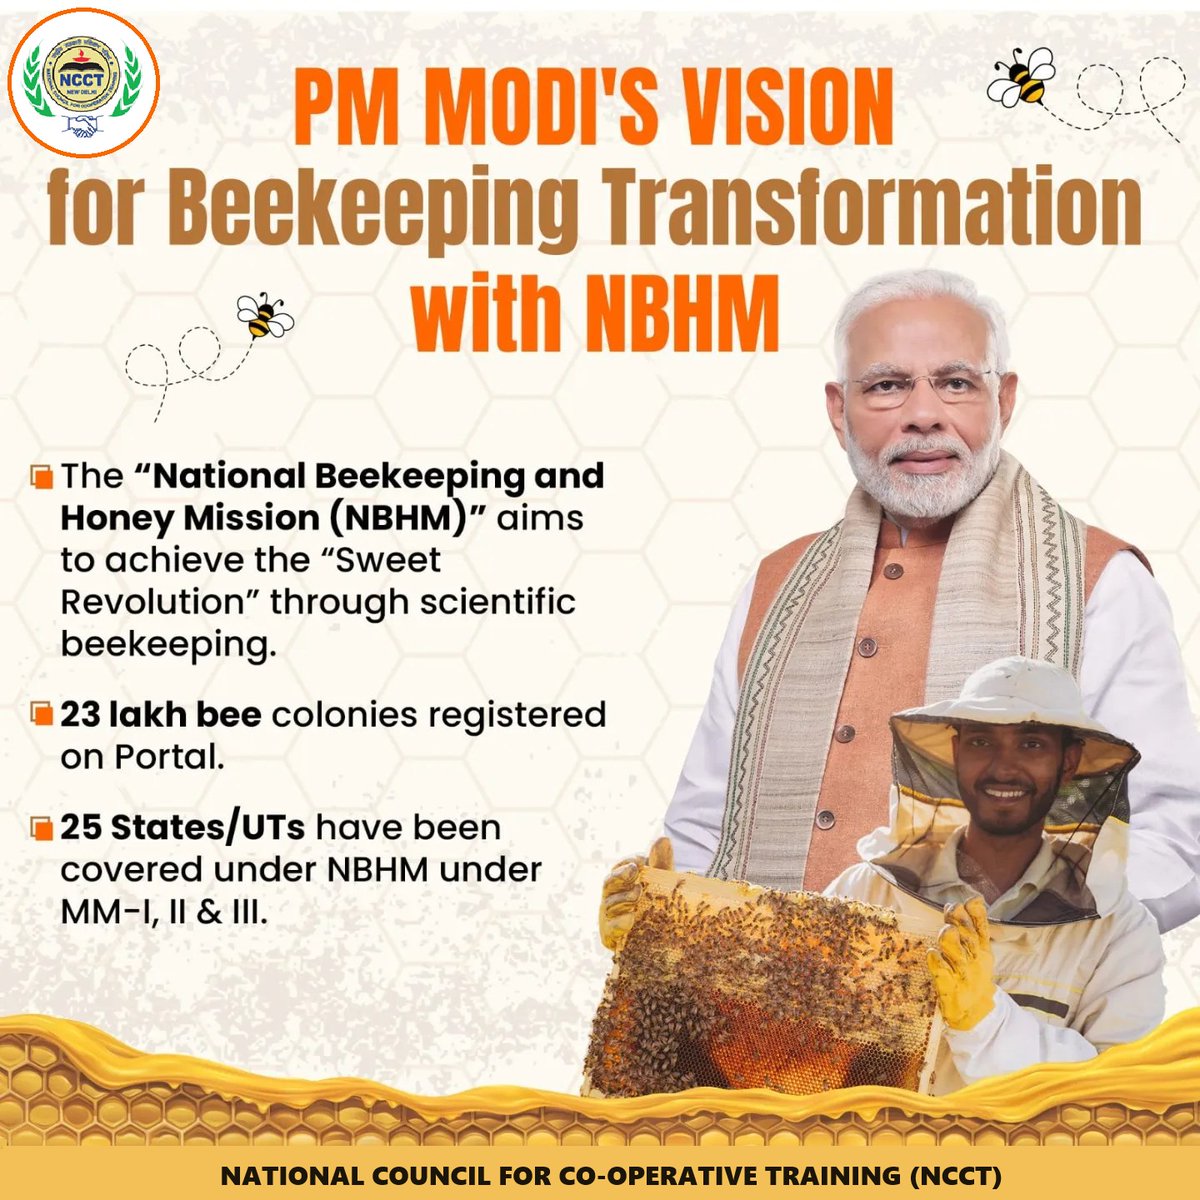 NCCT
NEW DELHI
PM MODI'S VISION
for Beekeeping Transformation
with NBHM
The “National Beekeeping and
Honey Mission (NBHM)” aims
to achieve the “Sweet
Revolution” through scientific
beekeeping.
23 lakh bee colonies registered
on Portal.
25 States/UTs have been
covered under NBHM under
MM-I, II & III.
NATIONAL COUNCIL FOR CO-OPERATIVE TRAINING (NCCT)